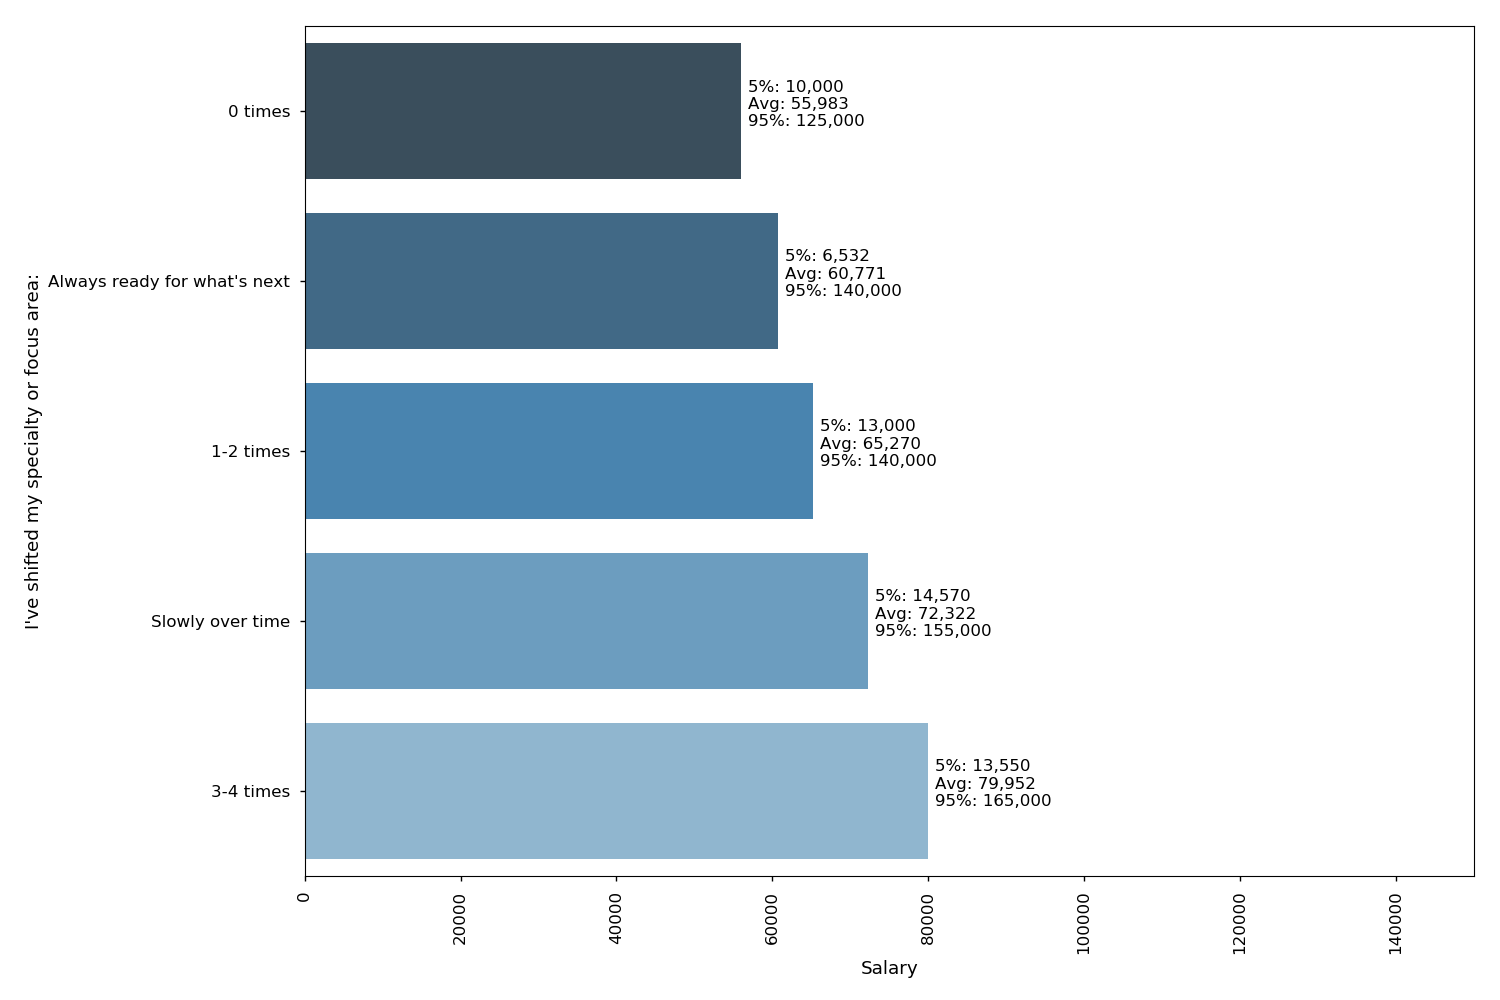 0 times
5%: 10,000
Avg: 55,983
95%: 125,000
Always ready for what's next
5%: 6,532
Avg: 60,771
95%: 140,000
1-2 times
5%: 13,000
Avg: 65,270
95%: 140,000
Slowly over time
5%: 14,570
Avg: 72,322
95%: 155,000
3-4 times
5%: 13,550
Avg: 79,952
95%: 165,000
I've shifted my specialty or focus area:
0
20000
40000
60000
80000
100000
120000
140000
Salary